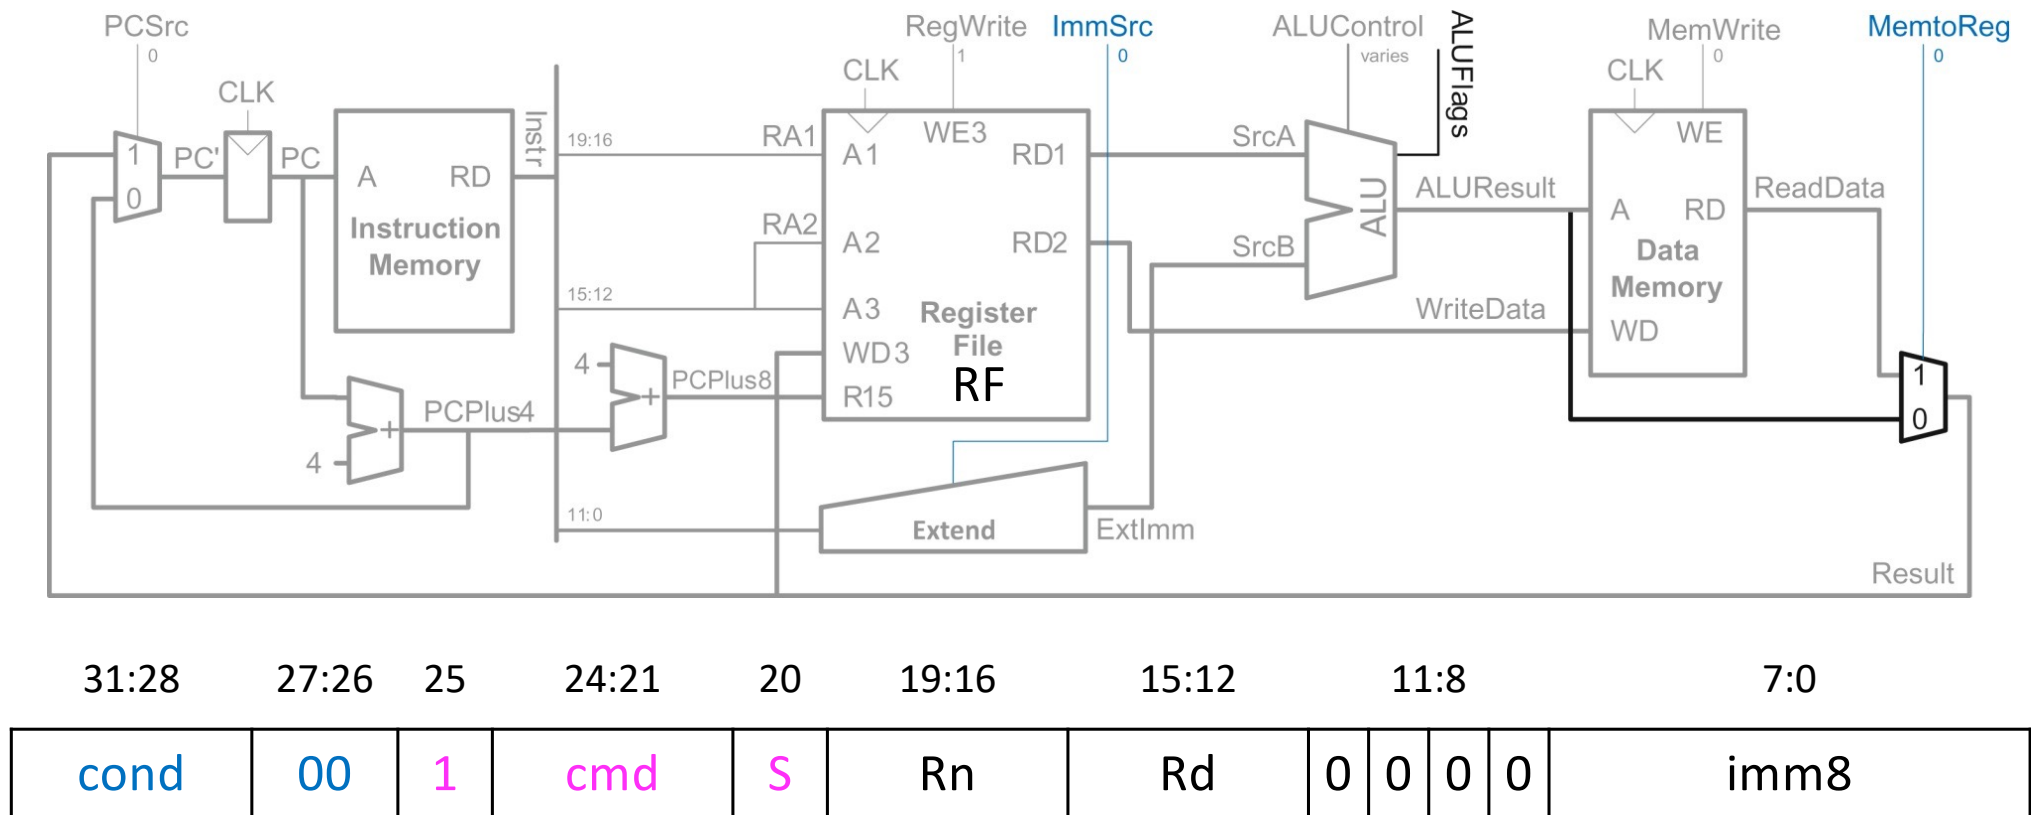 PCSrc
0
RegWrite
1
ImmSrc
0
ALUControl
varies
ALUFlags
MemWrite
0
MemtoReg
0
CLK
CLK
CLK
1
0
PC'
PC
A
RD
Instruction
Memory
Instr
19:16
RA1
A1
WE3
RD1
SrcA
RA2
A2
RD2
SrcB
ALU
ALUResult
A
RD
WE
ReadData
Data
Memory
WD
WriteData
15:12
A3
Register
File
RF
WD3
R15
4
+
PCPlus8
PCPlus4
+
4
1
0
11:0
Extend
ExtImm
Result
31:28 27:26 25 24:21 20 19:16 15:12 11:8 7:0
cond 00 1 cmd S Rn Rd 0 0 0 0 imm8